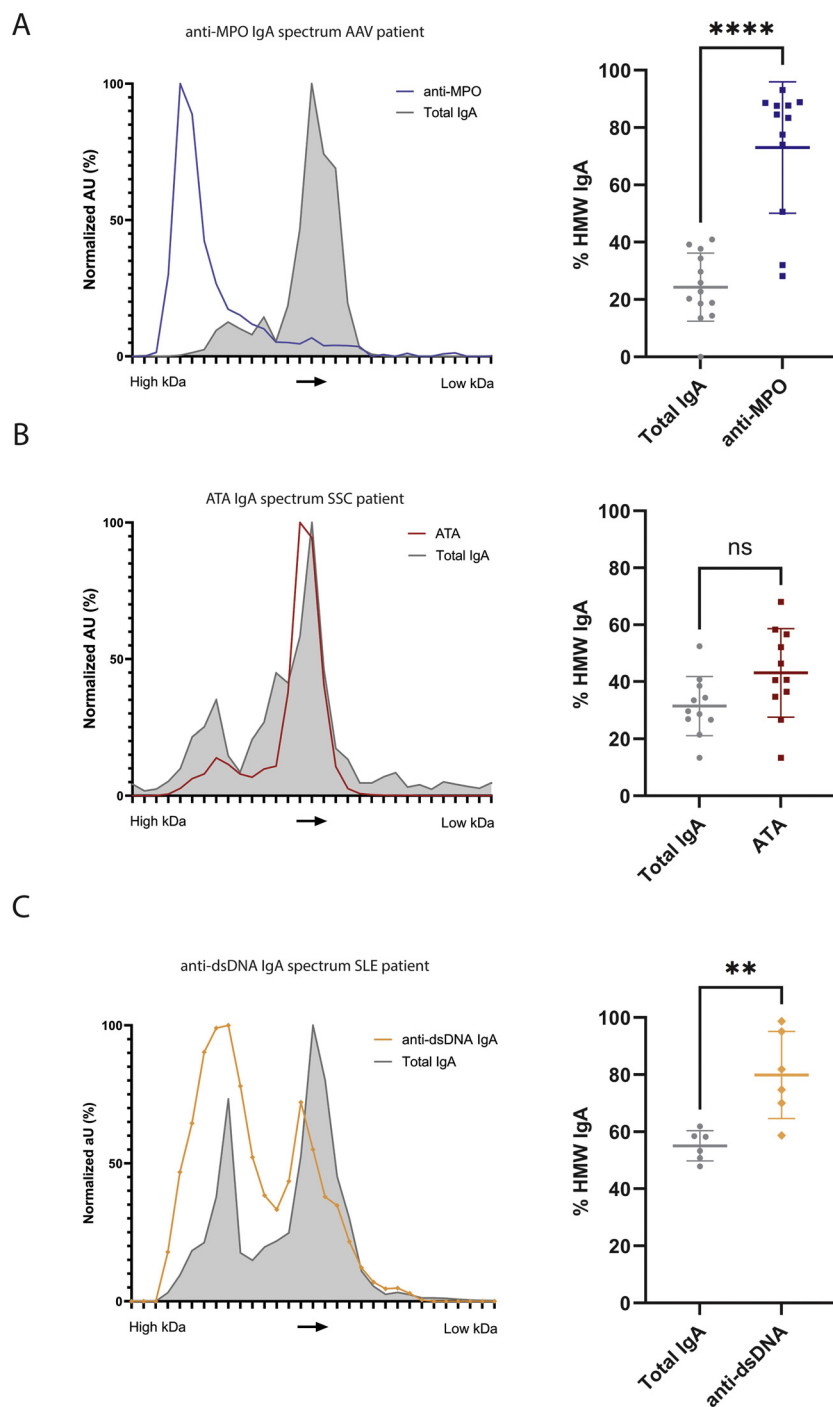 A
anti-MPO IgA spectrum AAV patient
anti-MPO
Total IgA
Normalized AU (%)
100
50
0
High kDa
Low kDa
****
% HMW IgA
100
80
60
40
20
0
Total IgA
anti-MPO
B
ATA IgA spectrum SSC patient
ATA
Total IgA
Normalized AU (%)
100
50
0
High kDa
Low kDa
ns
% HMW IgA
100
80
60
40
20
0
Total IgA
ATA
C
anti-dsDNA IgA spectrum SLE patient
anti-dsDNA IgA
Total IgA
Normalized aU (%)
100
50
0
High kDa
Low kDa
**
% HMW IgA
100
80
60
40
20
0
Total IgA
anti-dsDNA